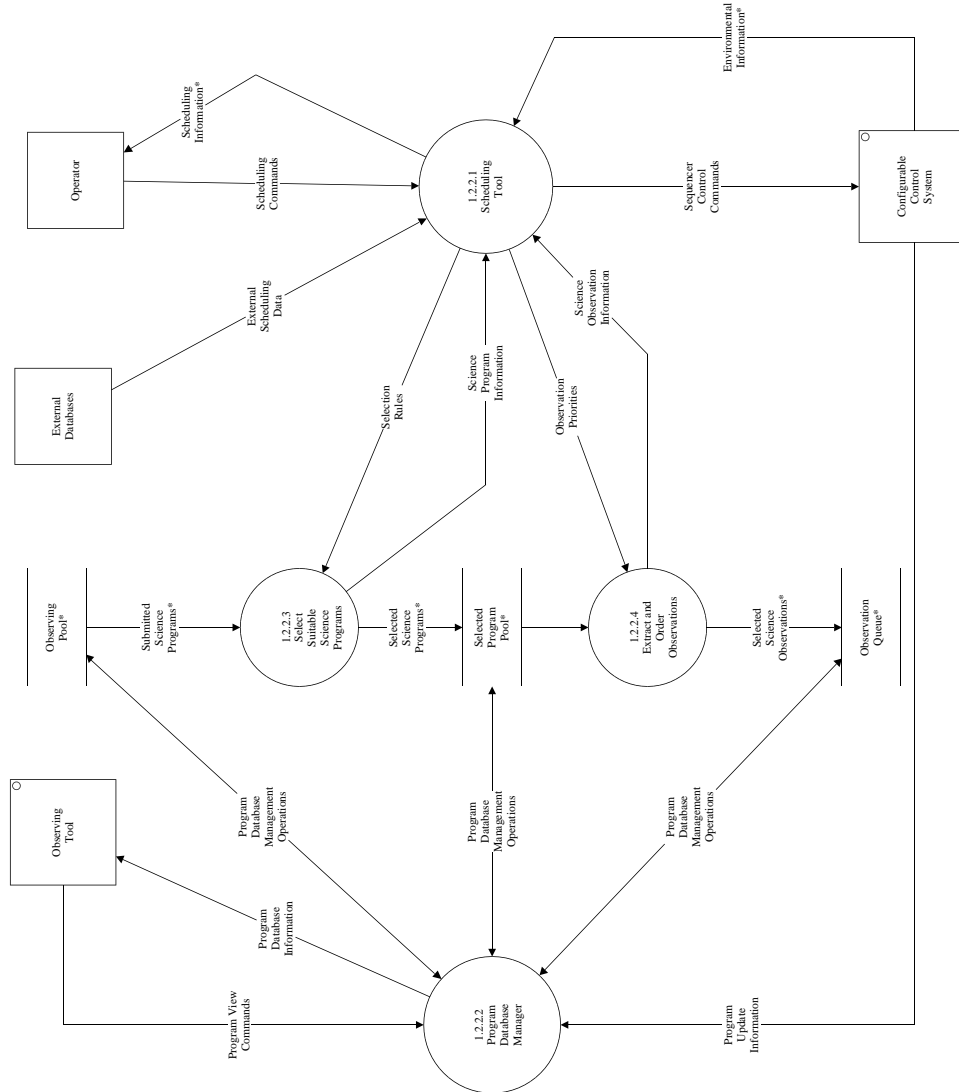 Observing
Tool
Program View
Commands
Program
Database
Information
1.2.2.2
Program
Database
Manager
Program
Database
Management
Operations
Program
Database
Management
Operations
Program
Database
Management
Operations
Program
Update
Information
Observing
Pool*
Submitted
Science
Programs*
1.2.2.3
Select
Suitable
Science
Programs
Selected
Science
Programs*
Selected
Program
Pool*
1.2.2.4
Extract and
Order
Observations
Selected
Science
Observations*
Observation
Queue*
External
Databases
External
Scheduling
Data
Selection
Rules
Science
Program
Information
Observation
Priorities
Science
Observation
Information
Operator
Scheduling
Information*
Scheduling
Commands
1.2.2.1
Scheduling
Tool
Sequencer
Control
Commands
Environmental
Information*
Configurable
Control
System